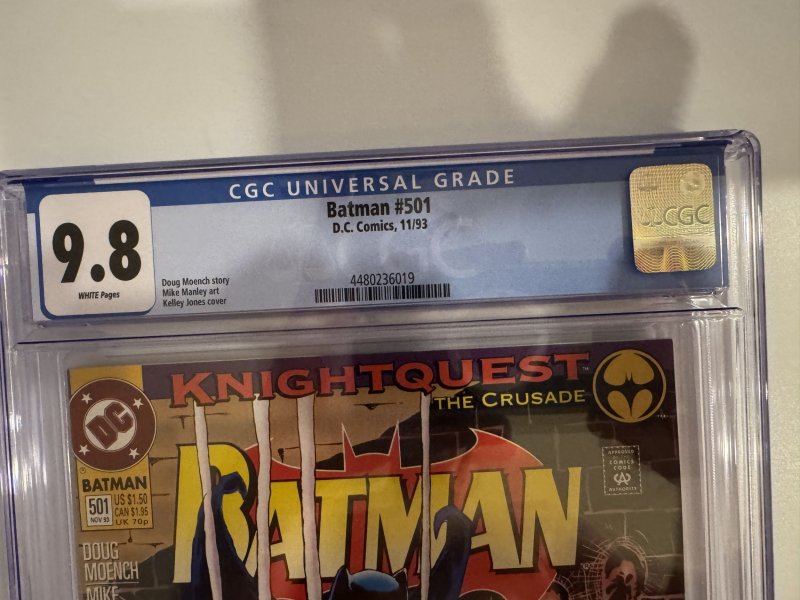 CGC UNIVERSAL GRADE
9.8
WHITE Pages
Batman #501
D.C. Comics, 11/93
Doug Moench story
Mike Manley art
Kelley Jones cover
4480236019
CGC
KNIGHTQUEST
THE CRUSADE
DC
BATMAN
501
NOV 93
US $1.50
CAN $1.95
UK 70p
BATMAN
APPROVED
BY THE
COMICS
CODE
CA
AUTHORITY
DOUG
MOENCH
MIKE